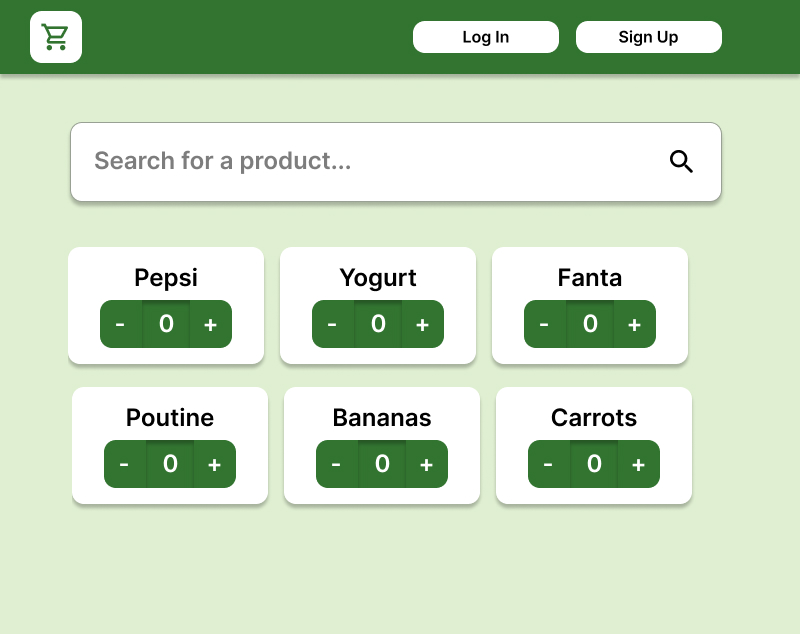 Log In Sign Up
Search for a product...
Pepsi Yogurt Fanta
- 0 + - 0 + - 0 +
Poutine Bananas Carrots
- 0 + - 0 + - 0 +